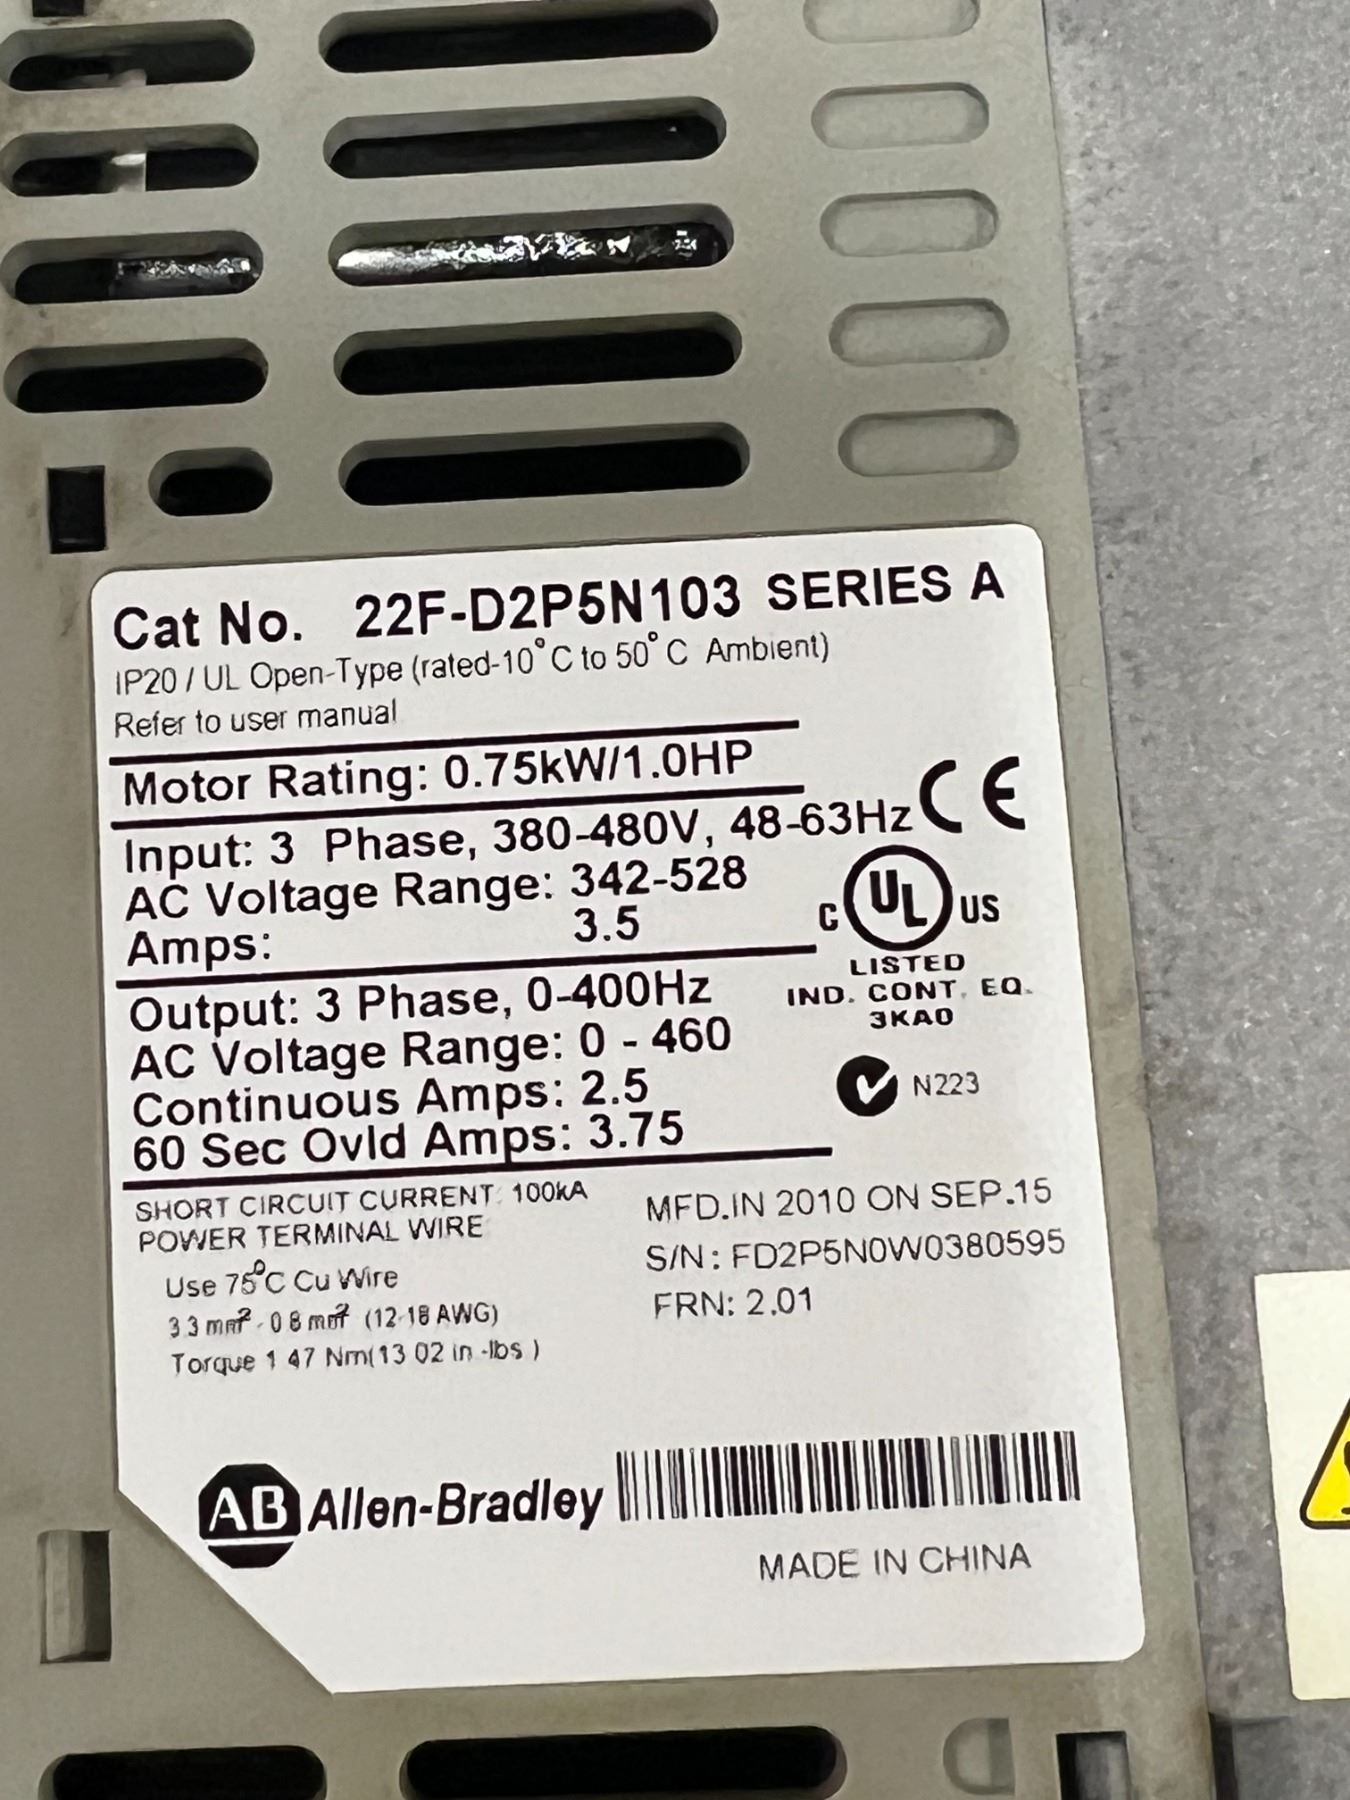 Cat No. 22F-D2P5N103 SERIES A
IP20 / UL Open-Type (rated-10°C to 50°C Ambient)
Refer to user manual
Motor Rating: 0.75kW/1.0HP
CE
Input: 3 Phase, 380-480V, 48-63Hz
AC Voltage Range: 342-528
Amps: 3.5
C UL US
LISTED
IND. CONT. EQ.
3KA0
Output: 3 Phase, 0-400Hz
AC Voltage Range: 0 - 460
Continuous Amps: 2.5
60 Sec Ovld Amps: 3.75
N223
SHORT CIRCUIT CURRENT: 100kA
POWER TERMINAL WIRE
Use 75°C Cu Wire
3.3 mm² - 0.8 mm² (12-18 AWG)
Torque 1.47 Nm(13.02 in-lbs)
MFD.IN 2010 ON SEP.15
S/N: FD2P5N0W0380595
FRN: 2.01
AB Allen-Bradley
MADE IN CHINA